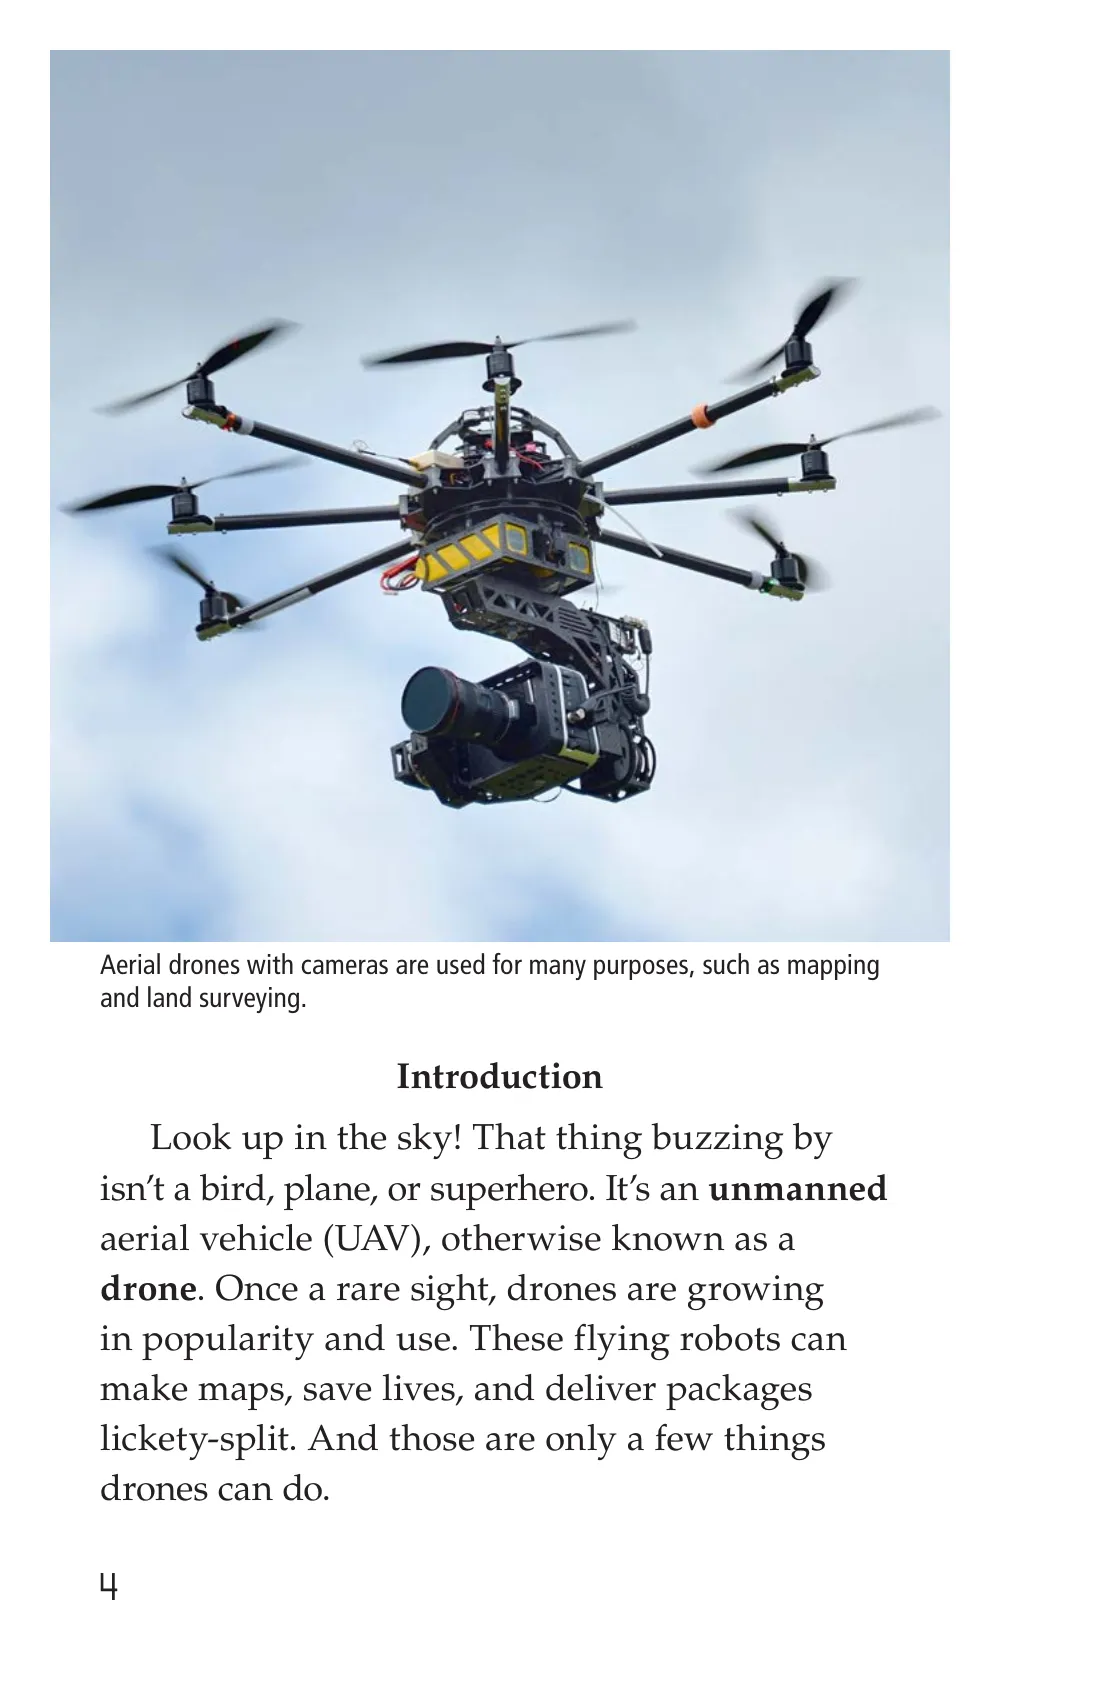 Aerial drones with cameras are used for many purposes, such as mapping
and land surveying.
Introduction
Look up in the sky! That thing buzzing by
isn’t a bird, plane, or superhero. It’s an unmanned
aerial vehicle (UAV), otherwise known as a
drone. Once a rare sight, drones are growing
in popularity and use. These flying robots can
make maps, save lives, and deliver packages
lickety-split. And those are only a few things
drones can do.
4